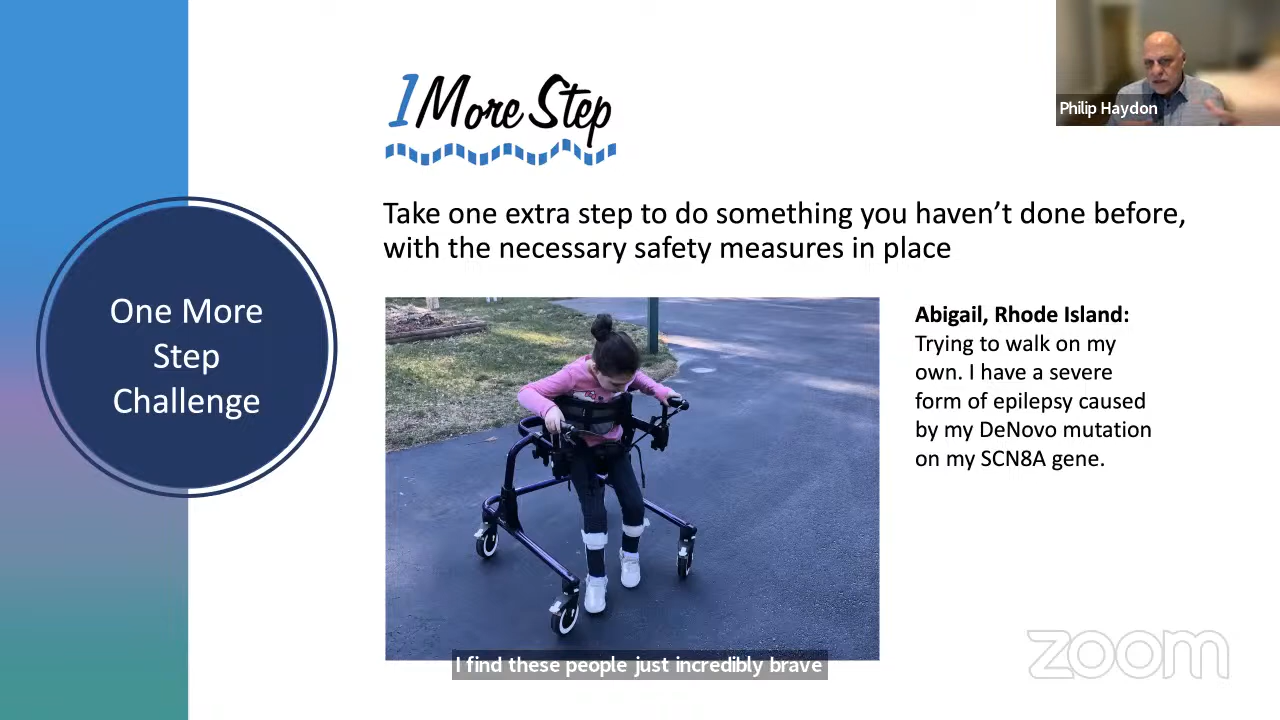 1 More Step
Philip Haydon
Take one extra step to do something you haven’t done before,
with the necessary safety measures in place
One More
Step
Challenge
Abigail, Rhode Island:
Trying to walk on my
own. I have a severe
form of epilepsy caused
by my DeNovo mutation
on my SCN8A gene.
I find these people just incredibly brave
zoom